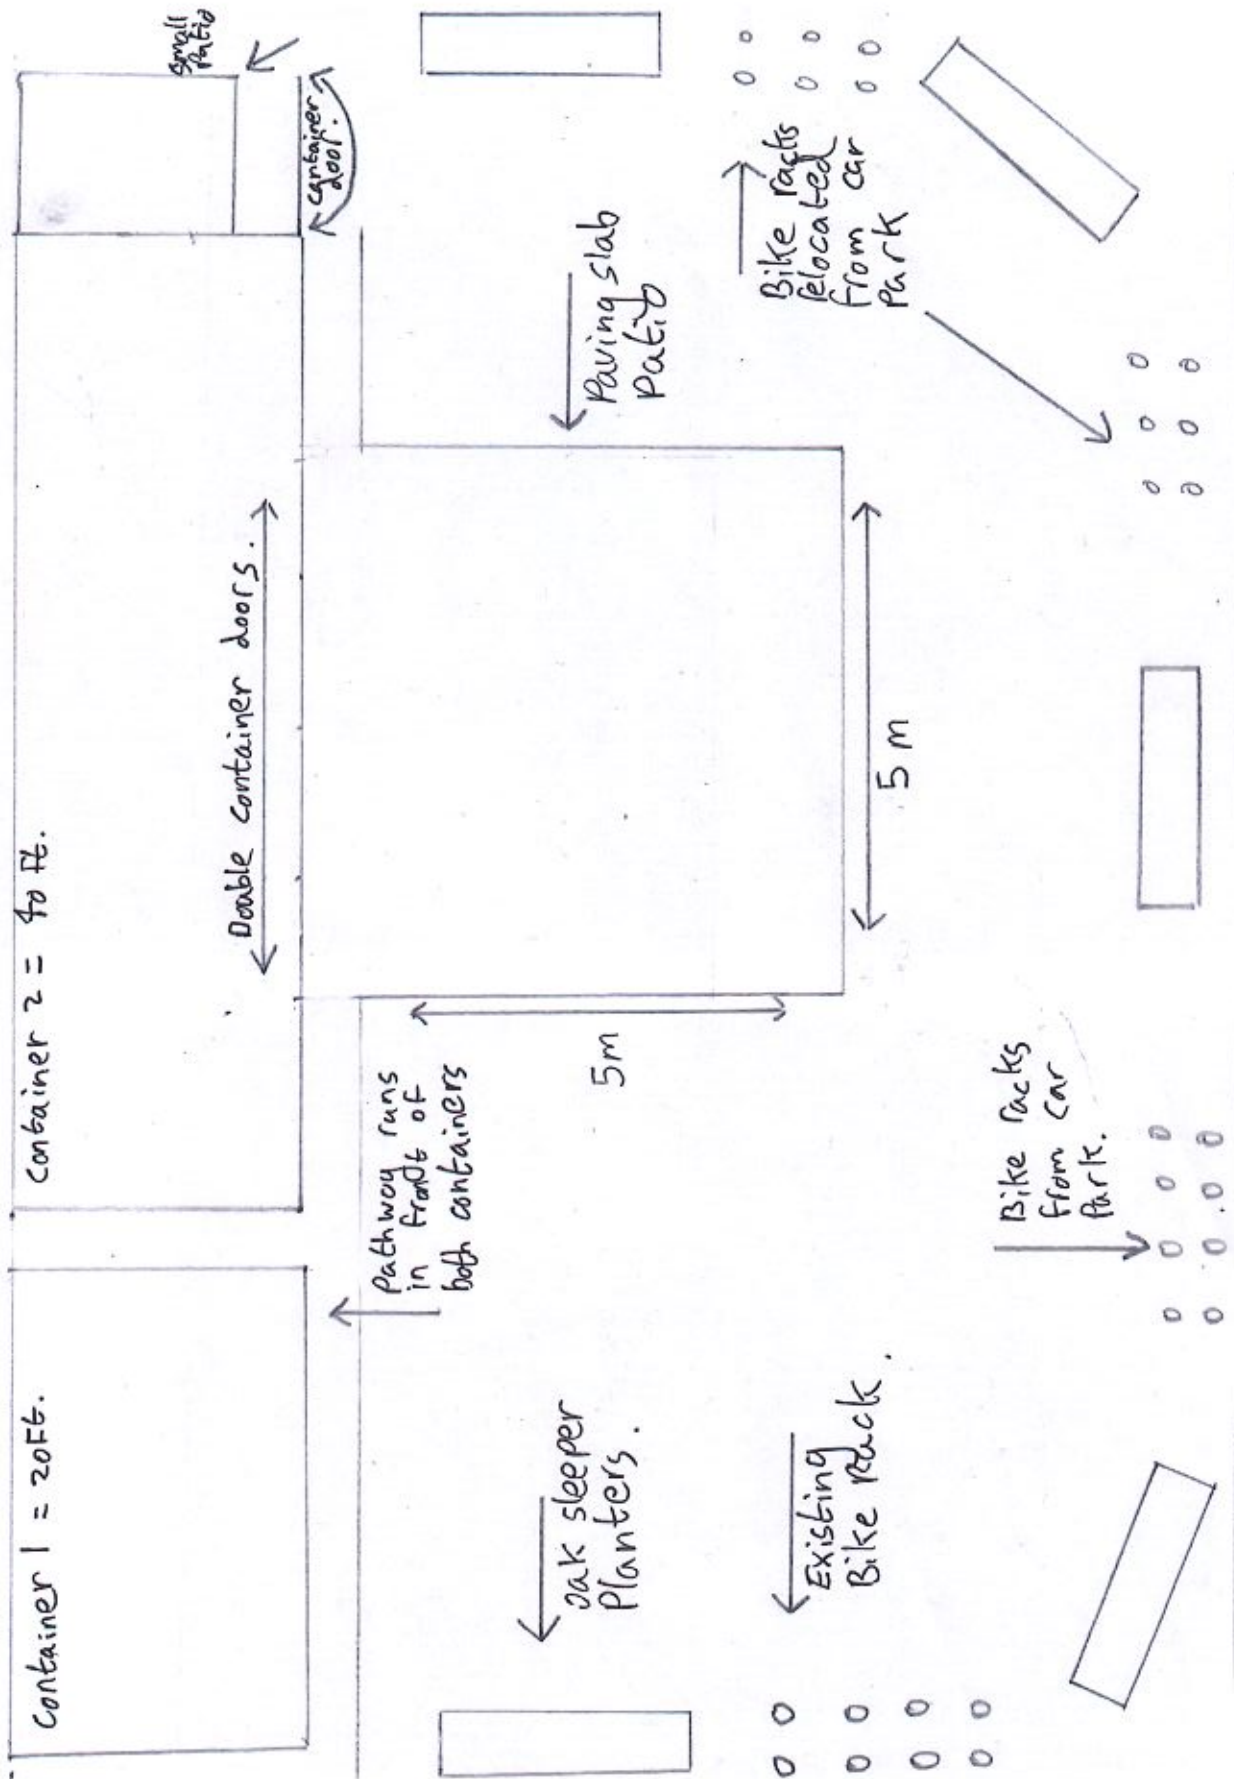 Container 1 = 20Ft.
Container 2 = 40 Ft.
Small
Patio
container
door.
Double container doors.
Pathway runs
in front of
both containers
Paving slab
Patio
5m
5 m
oak sleeper
Planters.
Existing
Bike Rack.
Bike racks
from car
Park.
Bike racks
relocated
from car
Park